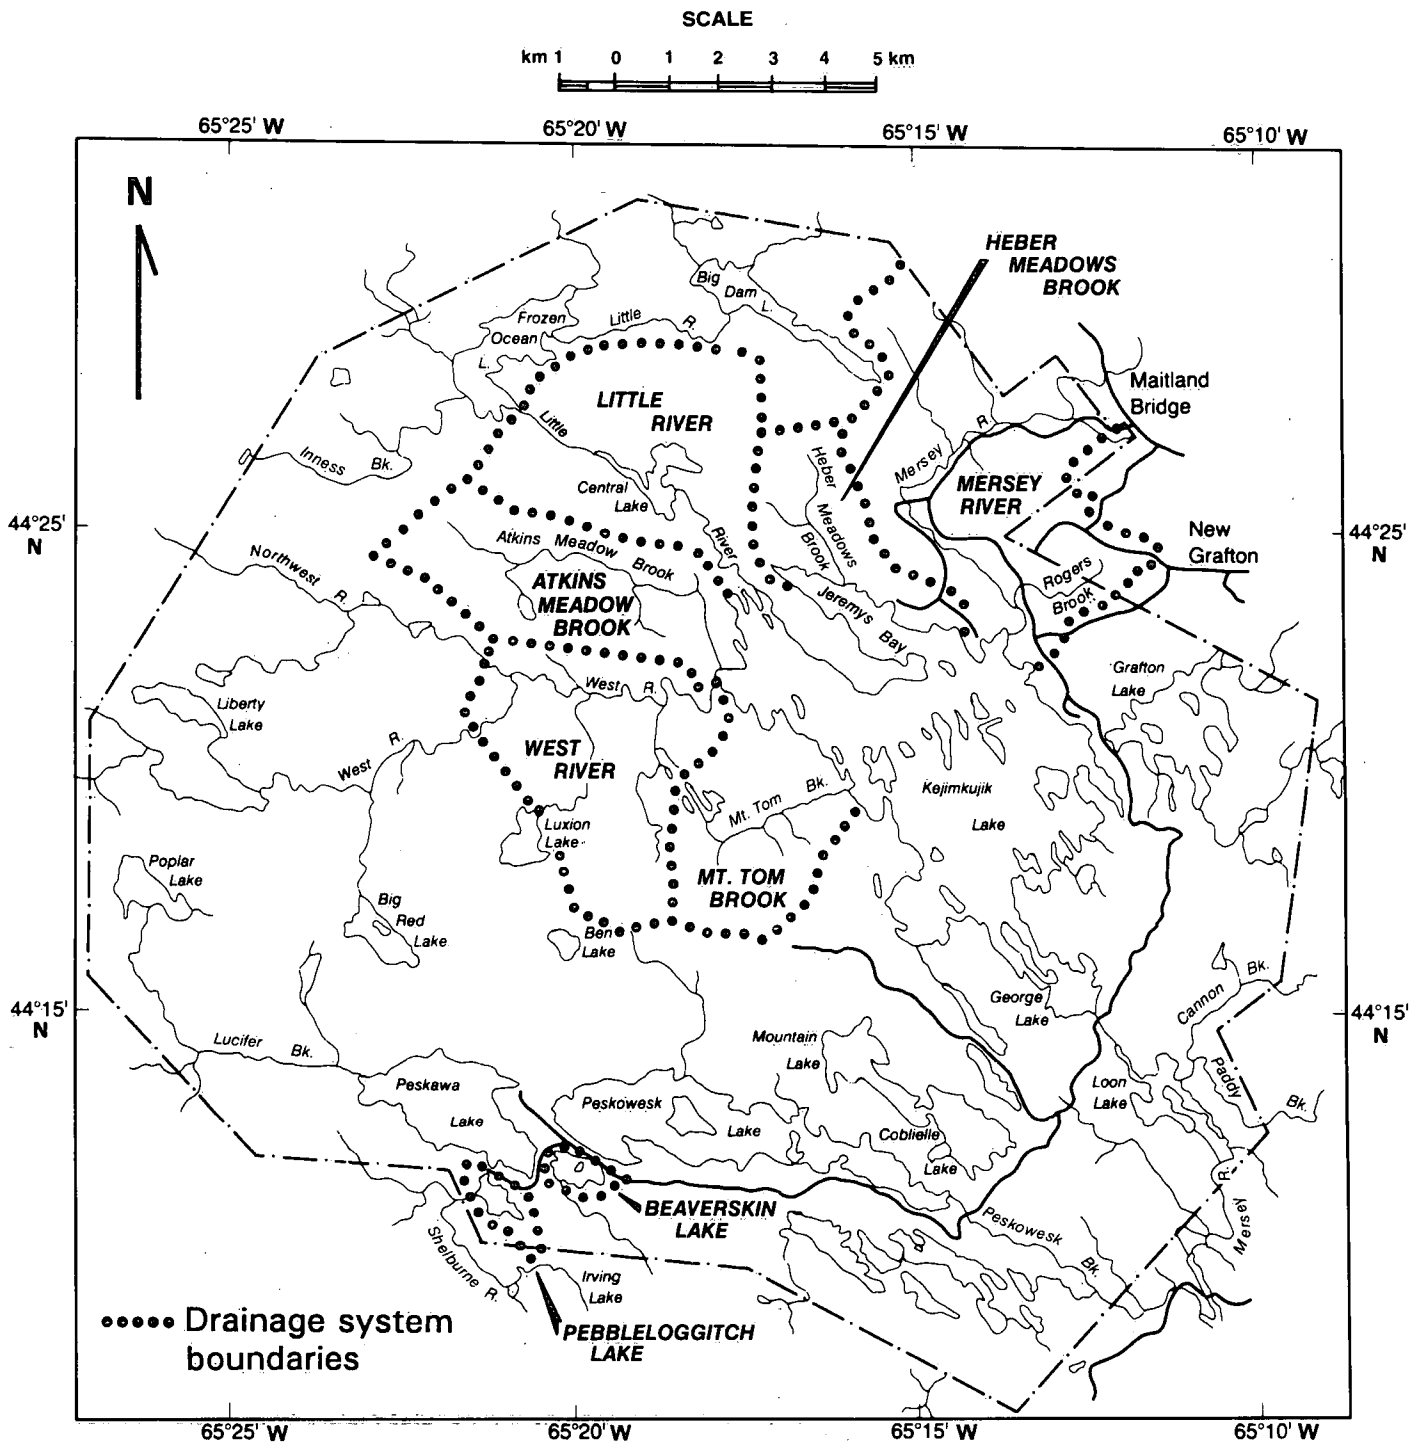 SCALE
km 1 0 1 2 3 4 5 km
65°25' W 65°20' W 65°15' W 65°10' W
N
HEBER
MEADOWS
BROOK
Big
Dam
L.
Frozen
Ocean
L.
Little
R.
Maitland
Bridge
LITTLE
RIVER
Little
Mersey
R.
Inness Bk.
Heber
Meadows
Brook
MERSEY
RIVER
Central
Lake
44°25'
N
44°25'
N
New
Grafton
Atkins Meadow Brook
River
Northwest
R.
ATKINS
MEADOW
BROOK
Jeremys
Bay
Rogers
Brook
Grafton
Lake
Liberty
Lake
West R.
West R.
WEST
RIVER
Mt. Tom Bk.
Kejimkujik
Lake
Luxion
Lake
Poplar
Lake
MT. TOM
BROOK
Big
Red
Lake
Ben
Lake
44°15'
N
44°15'
N
George
Lake
Cannon Bk.
Lucifer Bk.
Mountain
Lake
Peskawa
Lake
Peskowesk
Lake
Loon
Lake
Paddy
Bk.
Coblielle
Lake
BEAVERSKIN
LAKE
Peskowesk
Bk.
Mersey
R.
Shelburne
R.
Irving
Lake
Drainage system
boundaries
PEBBLELOGGITCH
LAKE
65°25' W 65°20' W 65°15' W 65°10' W